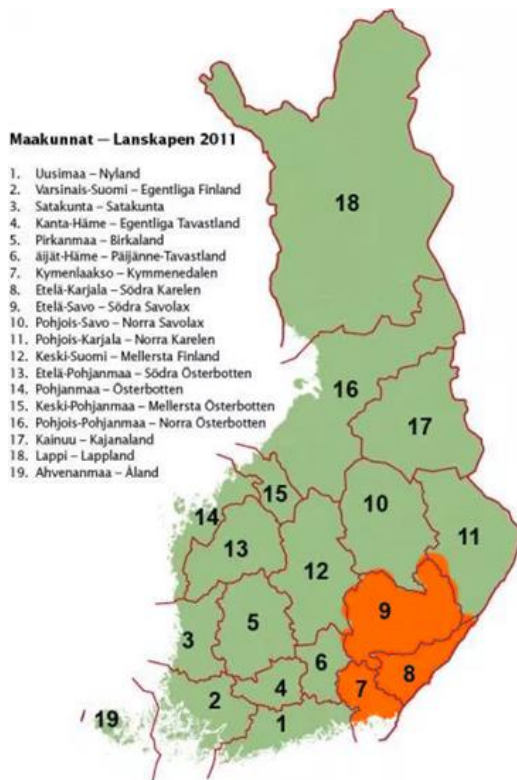 Maakunnat — Lanskapen 2011
1. Uusimaa – Nyland
2. Varsinais-Suomi – Egentliga Finland
3. Satakunta – Satakunta
4. Kanta-Häme – Egentliga Tavastland
5. Pirkanmaa – Birkaland
6. äijät-Häme – Päijänne-Tavastland
7. Kymenlaakso – Kymmenedalen
8. Etelä-Karjala – Södra Karelen
9. Etelä-Savo – Södra Savolax
10. Pohjois-Savo – Norra Savolax
11. Pohjois-Karjala – Norra Karelen
12. Keski-Suomi – Mellersta Finland
13. Etelä-Pohjanmaa – Södra Österbotten
14. Pohjanmaa – Österbotten
15. Keski-Pohjanmaa – Mellersta Österbotten
16. Pohjois-Pohjanmaa – Norra Österbotten
17. Kainuu – Kajanaland
18. Lappi – Lappland
19. Ahvenanmaa – Åland
18
16
17
15
10
14
11
13
12
9
5
3
6
8
4
7
2
19
1